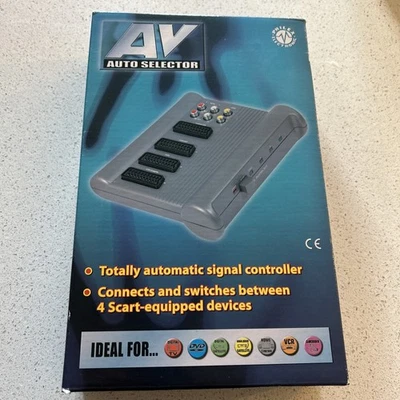 AV
AUTO SELECTOR
Totally automatic signal controller
Connects and switches between
4 Scart-equipped devices
CE
IDEAL FOR...
TV
DVD
VCR